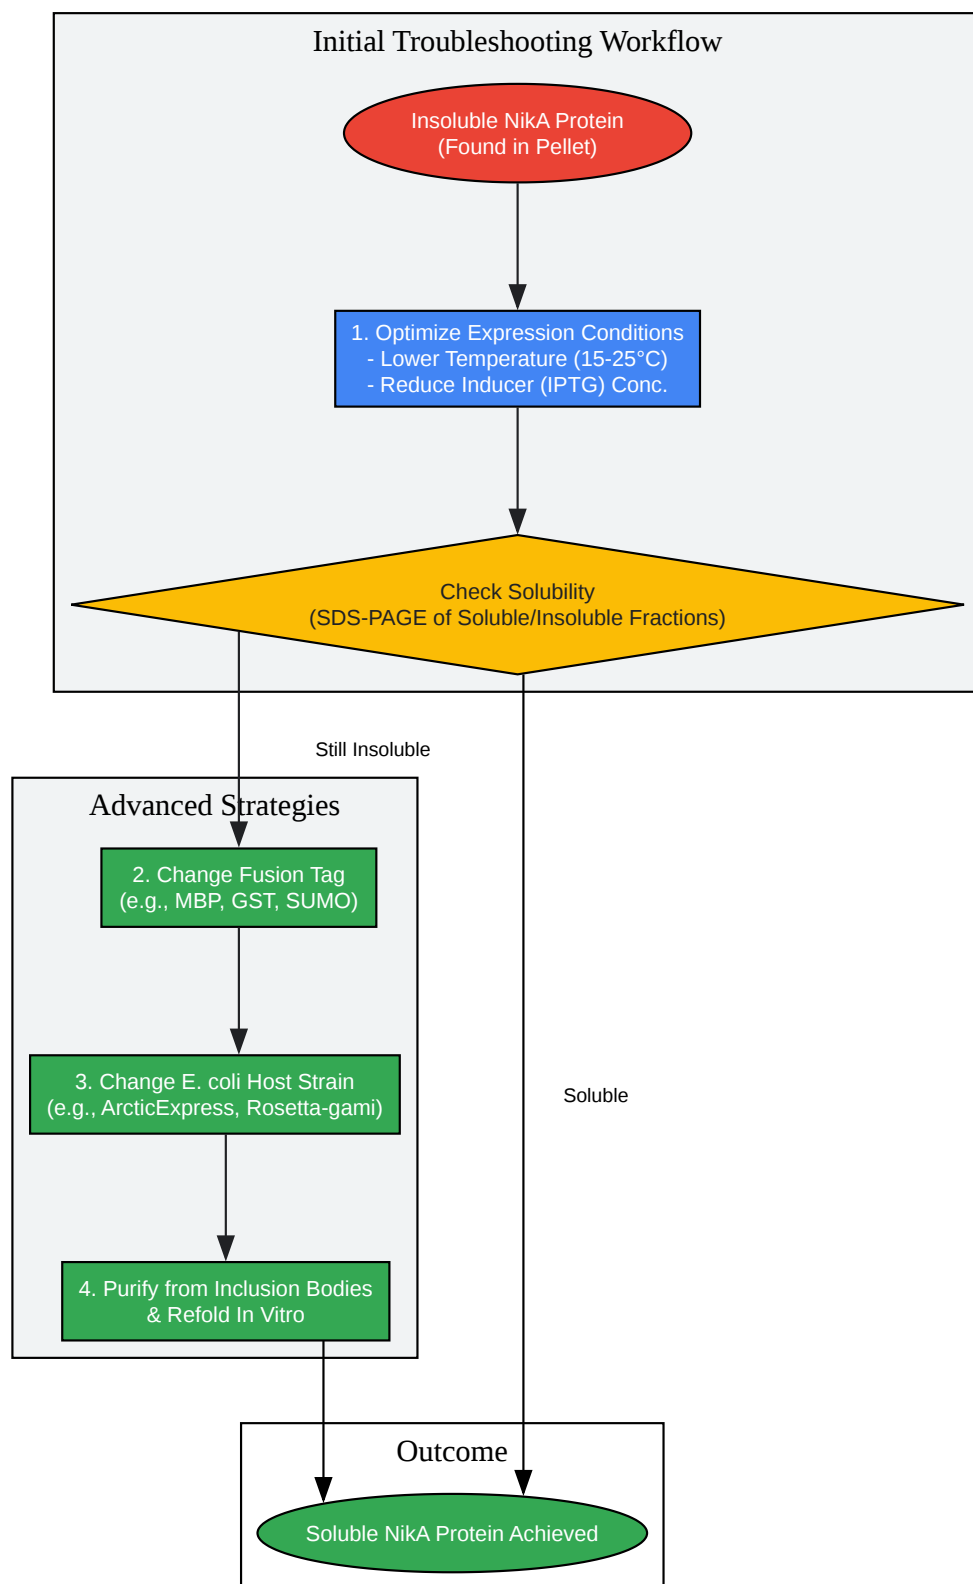 Initial Troubleshooting Workflow
Insoluble NikA Protein
(Found in Pellet)
1. Optimize Expression Conditions
- Lower Temperature (15-25°C)
- Reduce Inducer (IPTG) Conc.
Check Solubility
(SDS-PAGE of Soluble/Insoluble Fractions)
Still Insoluble
Advanced Strategies
2. Change Fusion Tag
(e.g., MBP, GST, SUMO)
3. Change E. coli Host Strain
(e.g., ArcticExpress, Rosetta-gami)
Soluble
4. Purify from Inclusion Bodies
& Refold In Vitro
Outcome
Soluble NikA Protein Achieved